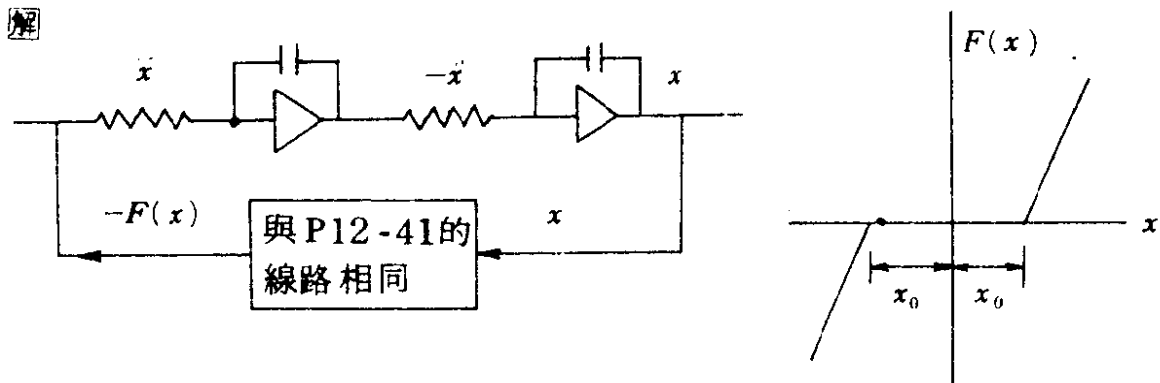 解
ẍ
-ẋ
x
-F(x)
x
與P12-41的
線路相同
F(x)
x
x₀
x₀